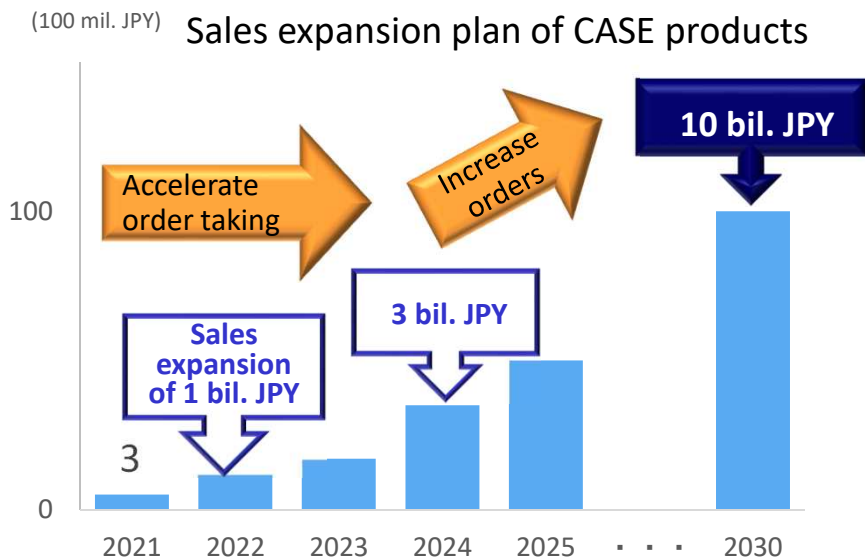 (100 mil. JPY)
Sales expansion plan of CASE products
10 bil. JPY
Accelerate
order taking
Increase
orders
100
3 bil. JPY
Sales
expansion
of 1 bil. JPY
3
0
2021 2022 2023 2024 2025 . . . 2030